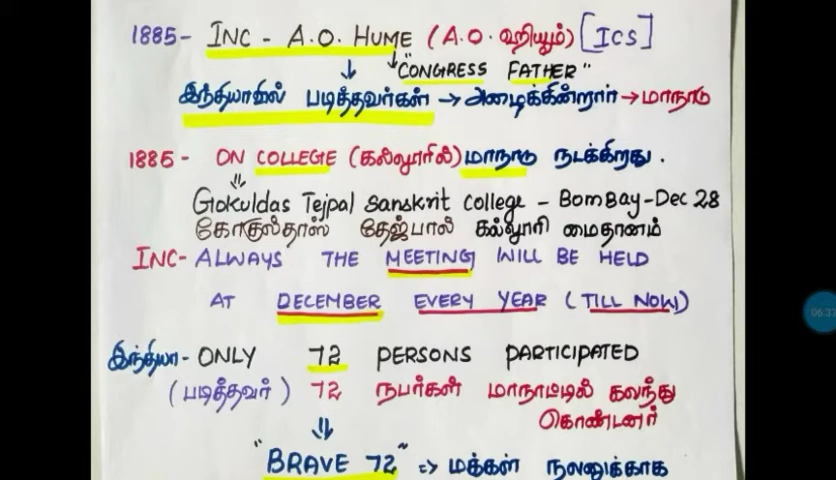 1885 - INC - A.O. HUME (A.O. ஹியூம்) [ICS]
"CONGRESS FATHER"
இந்தியாவில் படித்தவர்கள் → அழைக்கின்றார் → மாநாடு
1885 - ON COLLEGE (கல்லூரியில்) மாநாடு நடக்கிறது.
Gokuldas Tejpal Sanskrit college - Bombay - Dec 28
கோகுல்தாஸ் தேஜ்பால் கல்லூரி மைதானம்
INC - ALWAYS THE MEETING WILL BE HELD
AT DECEMBER EVERY YEAR (TILL NOW)
இந்தியா - ONLY 72 PERSONS PARTICIPATED
(படித்தவர்) 72 நபர்கள் மாநாட்டில் கலந்து
கொண்டனர்
"BRAVE 72" => மக்கள் நலனுக்காக
06:37